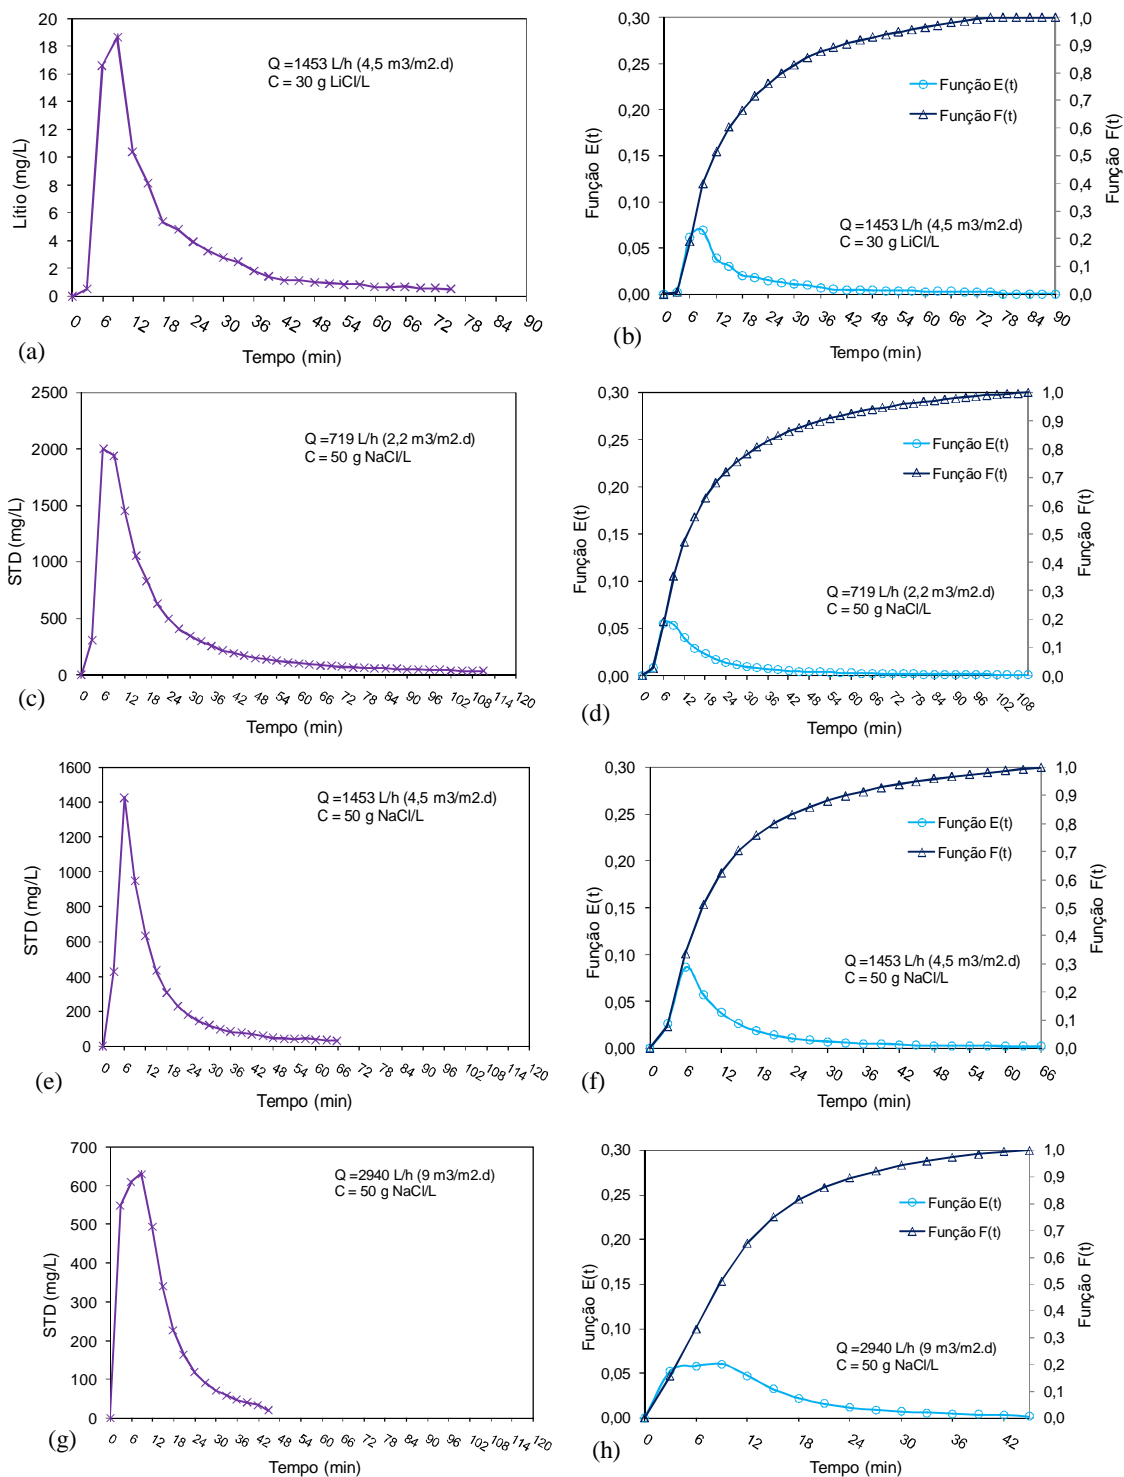 20
18
16
14
12
10
8
6
4
2
0
Lítio (mg/L)
Q =1453 L/h (4,5 m3/m2.d)
C = 30 g LiCl/L
0 6 12 18 24 30 36 42 48 54 60 66 72 78 84 90
Tempo (min)
(a)
0,30
0,25
0,20
0,15
0,10
0,05
0,00
Função E(t)
Função E(t)
Função F(t)
Q =1453 L/h (4,5 m3/m2.d)
C = 30 g LiCl/L
1,0
0,9
0,8
0,7
0,6
0,5
0,4
0,3
0,2
0,1
0,0
Função F(t)
0 6 12 18 24 30 36 42 48 54 60 66 72 78 84 90
Tempo (min)
(b)
2500
2000
1500
1000
500
0
STD (mg/L)
Q =719 L/h (2,2 m3/m2.d)
C = 50 g NaCl/L
0 6 12 18 24 30 36 42 48 54 60 66 72 78 84 90 96 102 108 114 120
Tempo (min)
(c)
0,30
0,25
0,20
0,15
0,10
0,05
0,00
Função E(t)
Função E(t)
Função F(t)
Q =719 L/h (2,2 m3/m2.d)
C = 50 g NaCl/L
1,0
0,9
0,8
0,7
0,6
0,5
0,4
0,3
0,2
0,1
0,0
Função F(t)
0 6 12 18 24 30 36 42 48 54 60 66 72 78 84 90 96 102 108
Tempo (min)
(d)
1600
1400
1200
1000
800
600
400
200
0
STD (mg/L)
Q =1453 L/h (4,5 m3/m2.d)
C = 50 g NaCl/L
0 6 12 18 24 30 36 42 48 54 60 66 72 78 84 90 96 102 108 114 120
Tempo (min)
(e)
0,30
0,25
0,20
0,15
0,10
0,05
0,00
Função E(t)
Função E(t)
Função F(t)
Q =1453 L/h (4,5 m3/m2.d)
C = 50 g NaCl/L
1,0
0,9
0,8
0,7
0,6
0,5
0,4
0,3
0,2
0,1
0,0
Função F(t)
0 6 12 18 24 30 36 42 48 54 60 66
Tempo (min)
(f)
700
600
500
400
300
200
100
0
STD (mg/L)
Q =2940 L/h (9 m3/m2.d)
C = 50 g NaCl/L
0 6 12 18 24 30 36 42 48 54 60 66 72 78 84 90 96 102 108 114 120
Tempo (min)
(g)
0,30
0,25
0,20
0,15
0,10
0,05
0,00
Função E(t)
Função E(t)
Função F(t)
Q =2940 L/h (9 m3/m2.d)
C = 50 g NaCl/L
1,0
0,9
0,8
0,7
0,6
0,5
0,4
0,3
0,2
0,1
0,0
Função F(t)
0 6 12 18 24 30 36 42
Tempo (min)
(h)